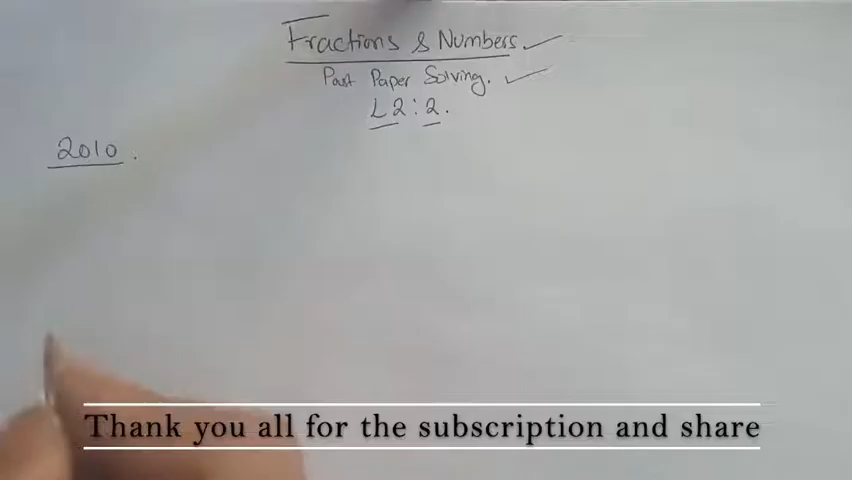 Fractions & Numbers.
Past Paper Solving.
L2:2.
2010.
Thank you all for the subscription and share